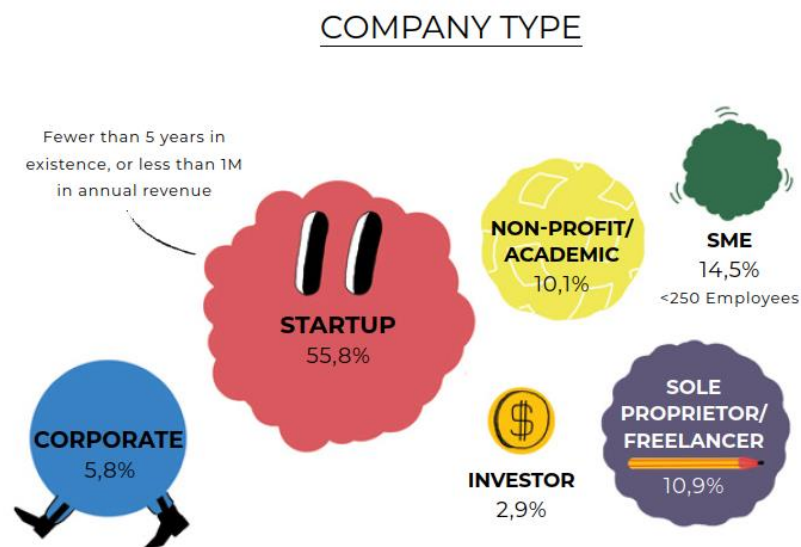 COMPANY TYPE
Fewer than 5 years in
existence, or less than 1M
in annual revenue
STARTUP
55,8%
NON-PROFIT/
ACADEMIC
10,1%
SME
14,5%
<250 Employees
CORPORATE
5,8%
$
INVESTOR
2,9%
SOLE
PROPRIETOR/
FREELANCER
10,9%